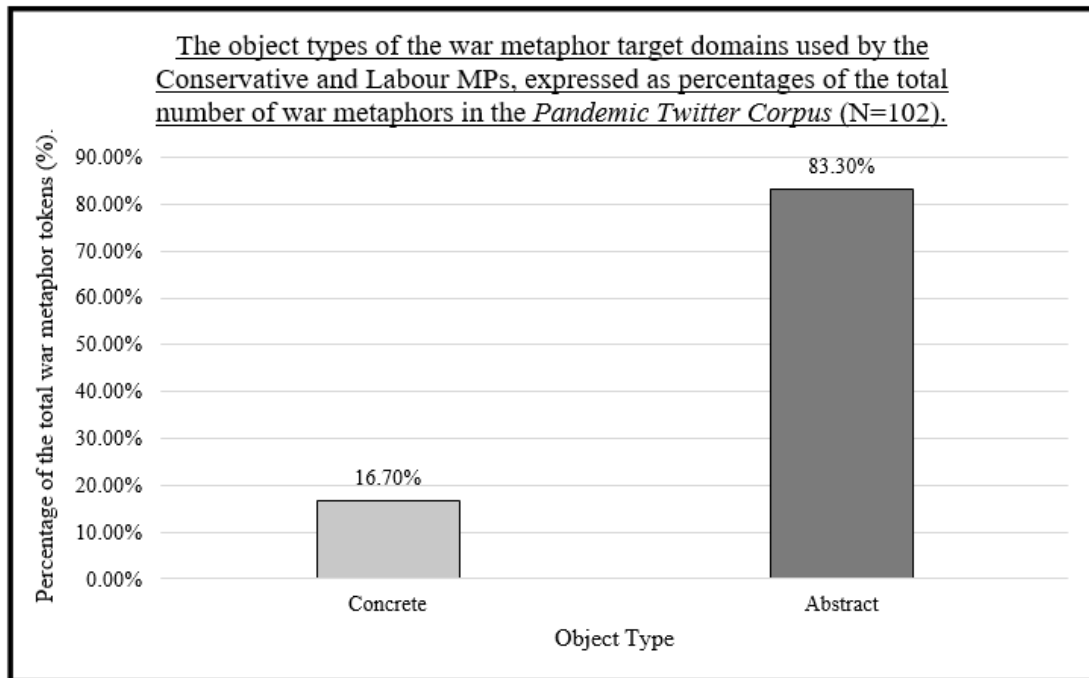 The object types of the war metaphor target domains used by the
Conservative and Labour MPs, expressed as percentages of the total
number of war metaphors in the Pandemic Twitter Corpus (N=102).
Percentage of the total war metaphor tokens (%).
90.00%
80.00%
70.00%
60.00%
50.00%
40.00%
30.00%
20.00%
10.00%
0.00%
16.70%
83.30%
Concrete
Abstract
Object Type